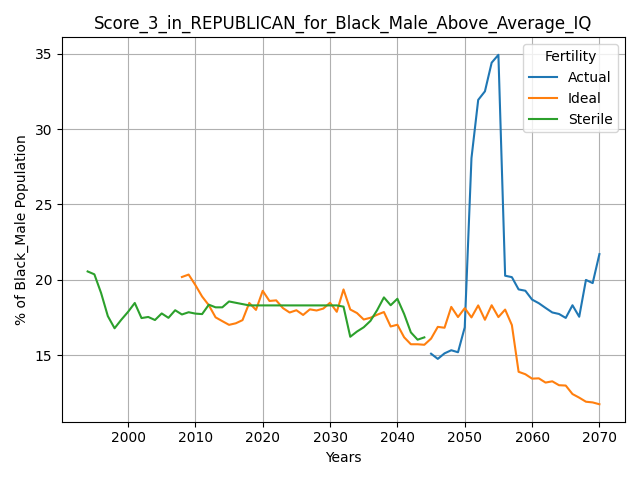 Score_3_in_REPUBLICAN_for_Black_Male_Above_Average_IQ
% of Black_Male Population
35
30
25
20
15
Fertility
Actual
Ideal
Sterile
2000 2010 2020 2030 2040 2050 2060 2070
Years